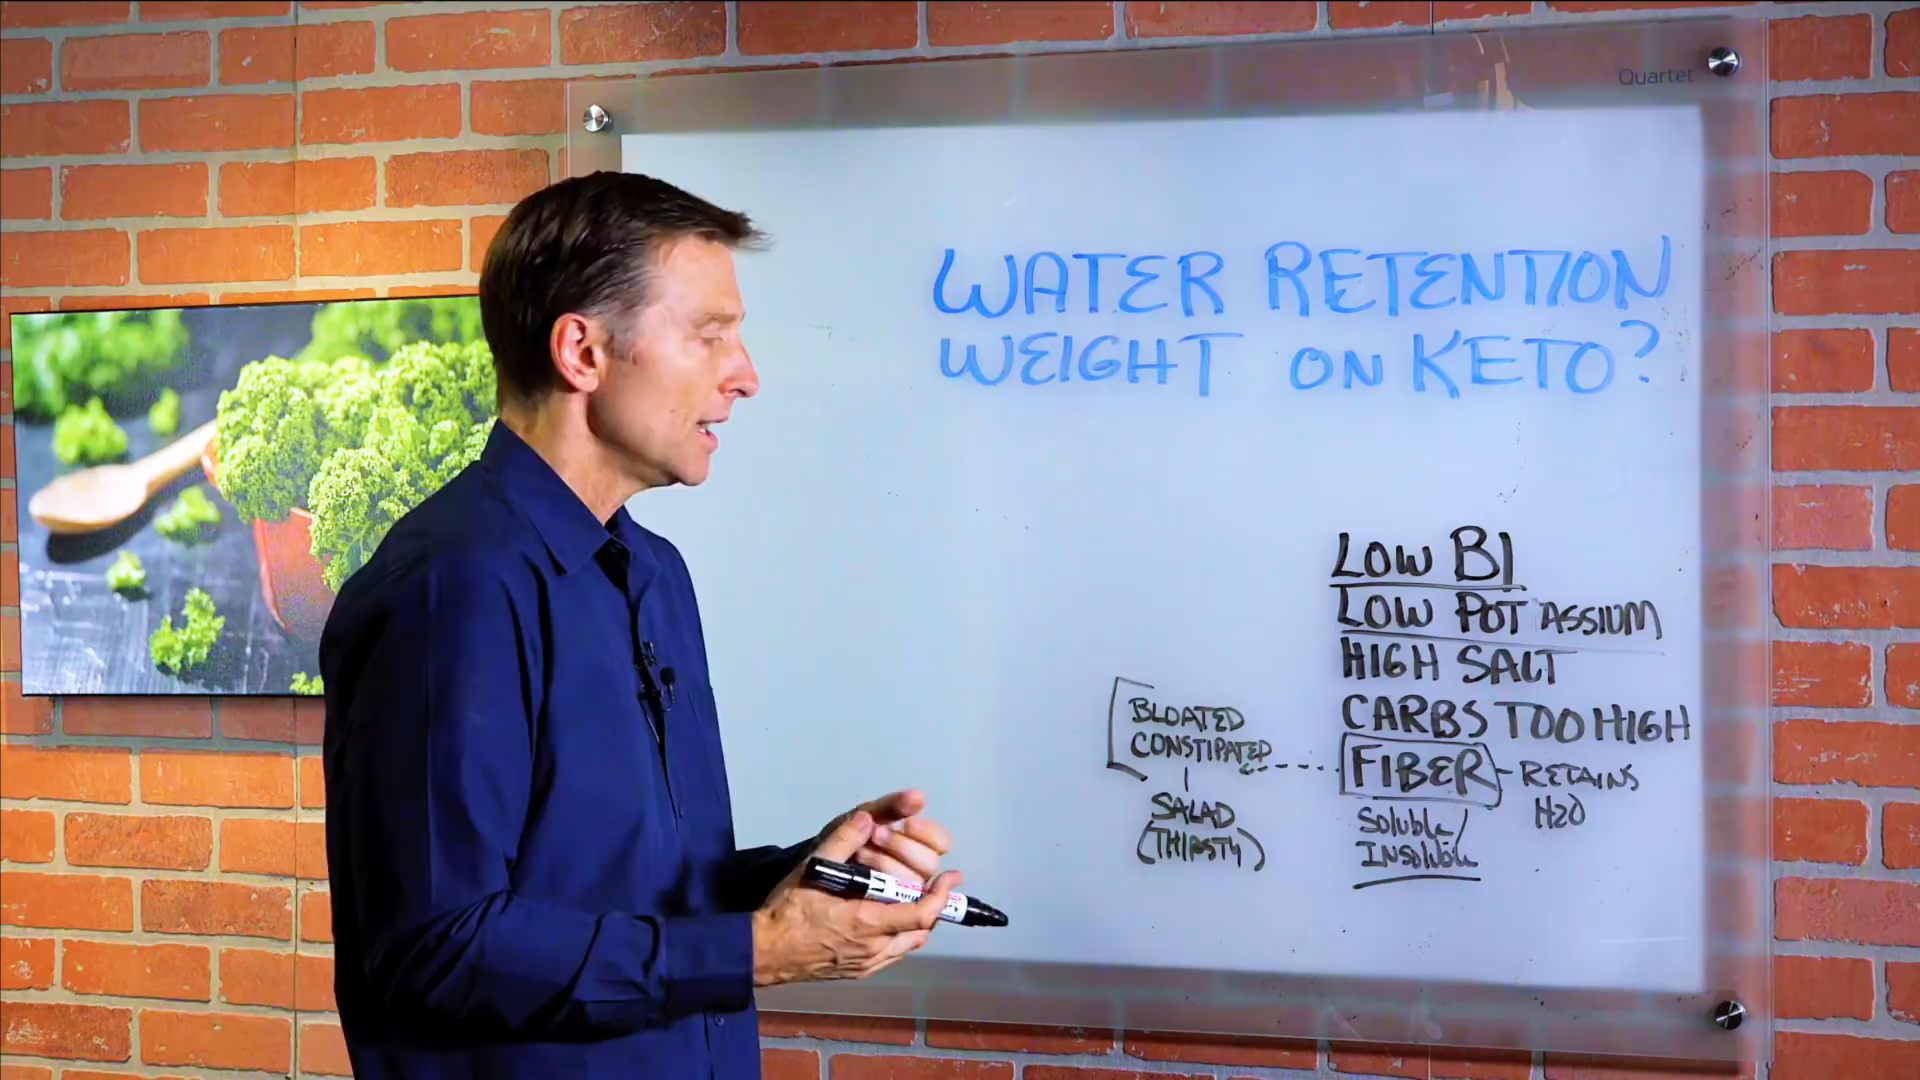 Quartet
WATER RETENTION
WEIGHT ON KETO?
LOW B1
LOW POTASSIUM
HIGH SALT
CARBS TOO HIGH
FIBER - RETAINS
H2O
Soluble/
INSoluble
BLOATED
CONSTIPATED
SALAD
(THIRSTY)